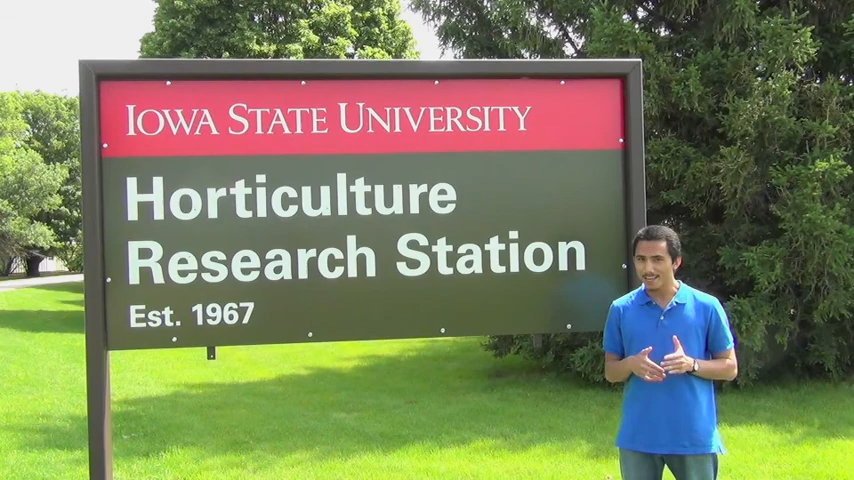 IOWA STATE UNIVERSITY
Horticulture
Research Station
Est. 1967